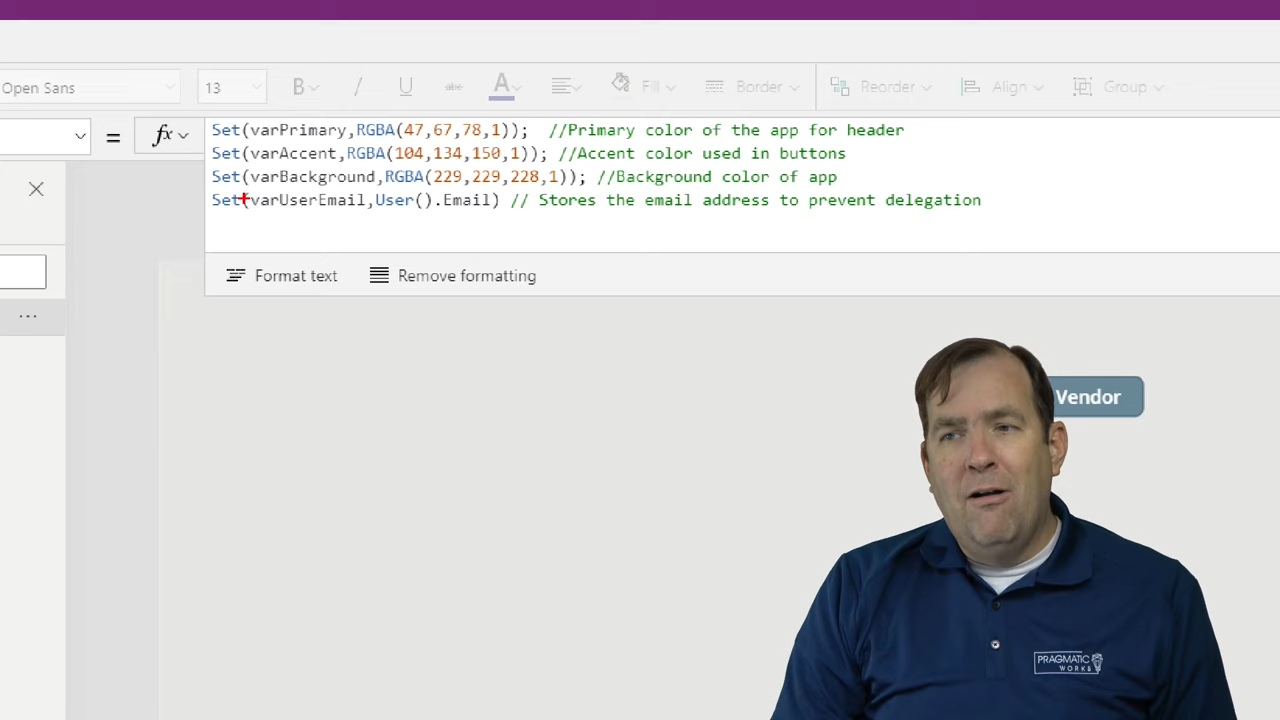 Open Sans
13
B
/
U
abc
A
Fill
Border
Reorder
Align
Group
=
fx
Set(varPrimary,RGBA(47,67,78,1));  //Primary color of the app for header
Set(varAccent,RGBA(104,134,150,1)); //Accent color used in buttons
Set(varBackground,RGBA(229,229,228,1)); //Background color of app
Set(varUserEmail,User().Email) // Stores the email address to prevent delegation
Format text
Remove formatting
...
Vendor
PRAGMATIC
WORKS